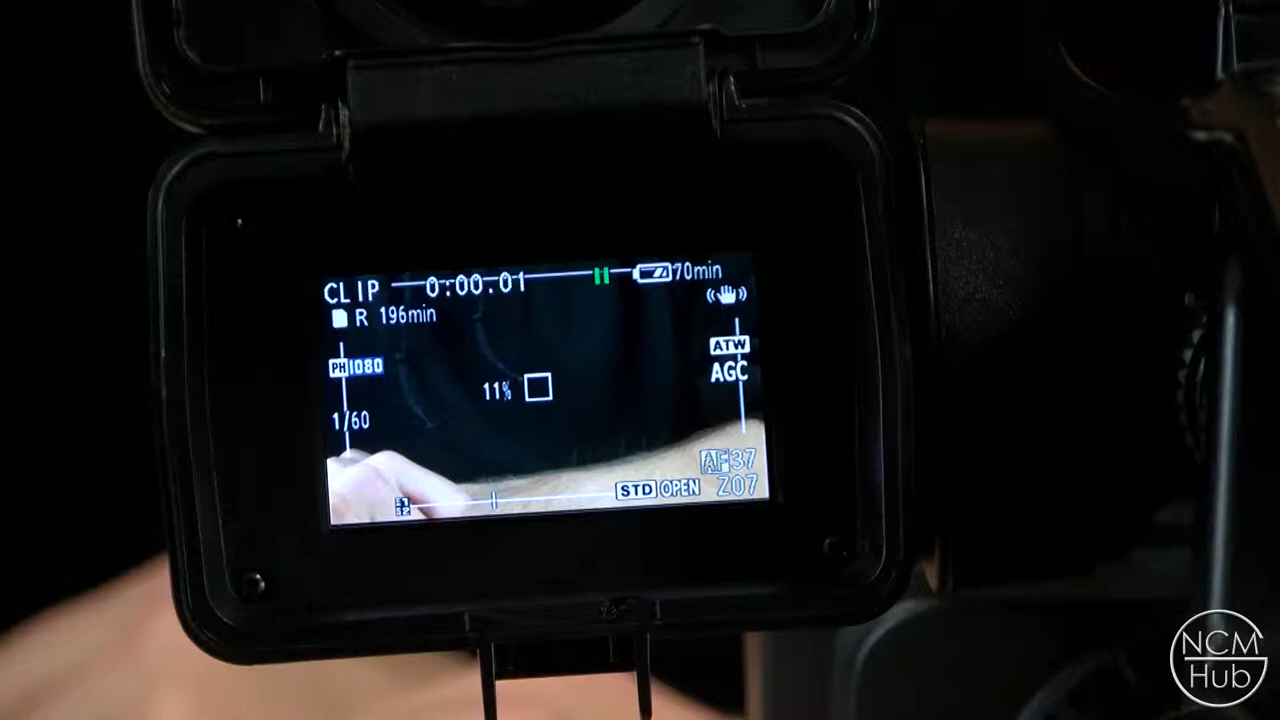 CLIP 0:00.01 70min
R 196min
ATW
PH1080
AGC
11%
1/60
AF37
STD OPEN Z07
NCM
Hub